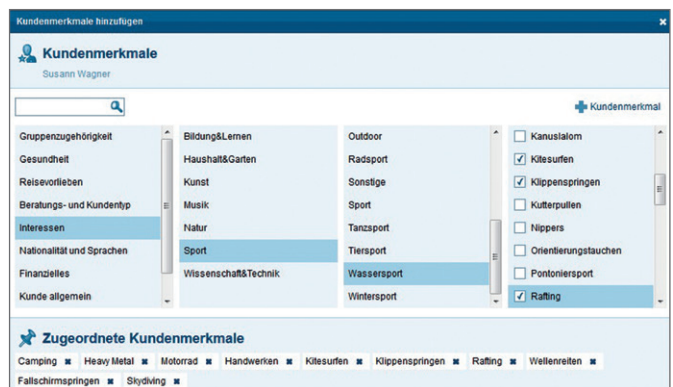 Kundenmerkmale hinzufügen
Kundenmerkmale
Susann Wagner
Kundenmerkmal
Gruppenzugehörigkeit Bildung&Lernen Outdoor Kanuslalom
Gesundheit Haushalt&Garten Radsport Kitesurfen
Reisevorlieben Kunst Sonstige Klippenspringen
Beratungs- und Kundentyp Musik Sport Kutterpullen
Interessen Natur Tanzsport Nippers
Nationalität und Sprachen Sport Tiersport Orientierungstauchen
Finanzielles Wissenschaft&Technik Wassersport Pontoniersport
Kunde allgemein Wintersport Rafting
Zugeordnete Kundenmerkmale
Camping Heavy Metal Motorrad Handwerken Kitesurfen Klippenspringen Rafting Wellenreiten
Fallschirmspringen Skydiving